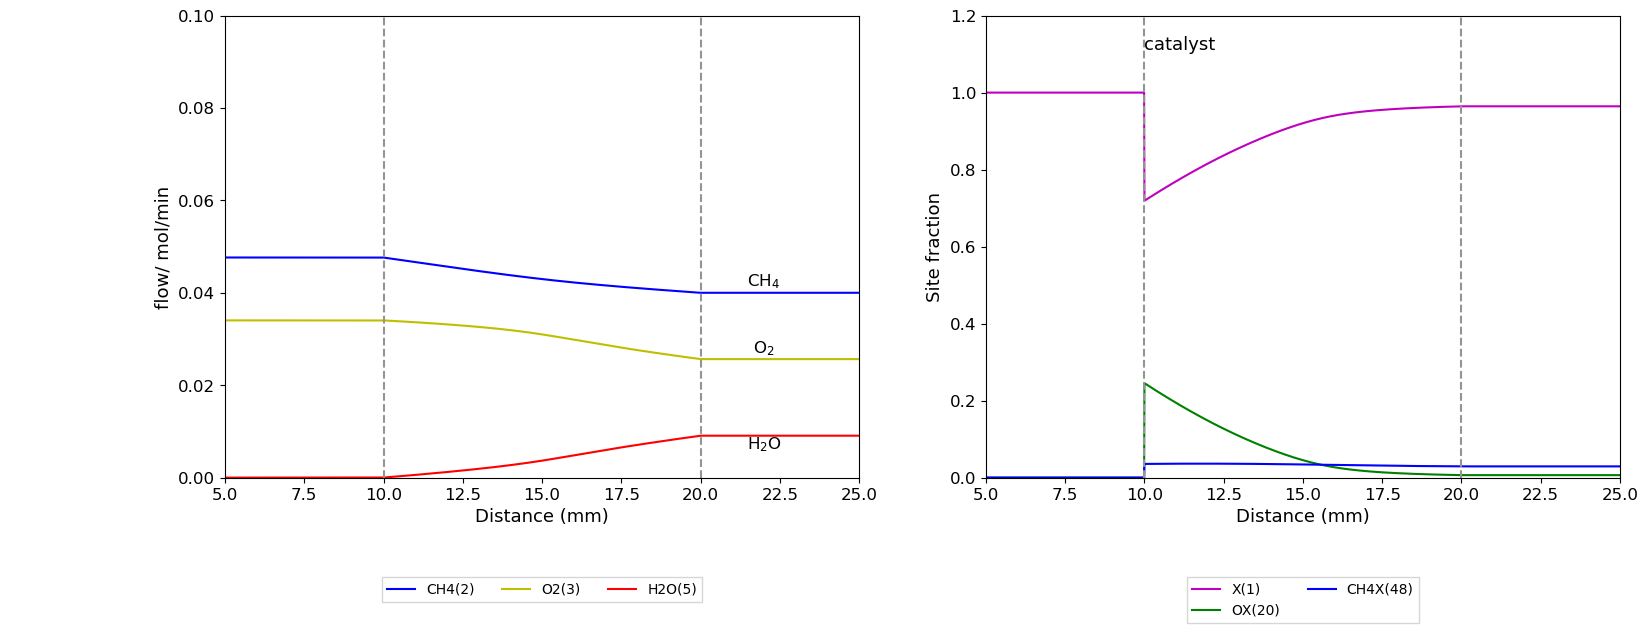 0.10
0.08
0.06
0.04
0.02
0.00
flow/ mol/min
CH₄
O₂
H₂O
5.0 7.5 10.0 12.5 15.0 17.5 20.0 22.5 25.0
Distance (mm)
CH4(2) O2(3) H2O(5)
1.2
1.0
0.8
0.6
0.4
0.2
0.0
Site fraction
catalyst
5.0 7.5 10.0 12.5 15.0 17.5 20.0 22.5 25.0
Distance (mm)
X(1) CH4X(48)
OX(20)